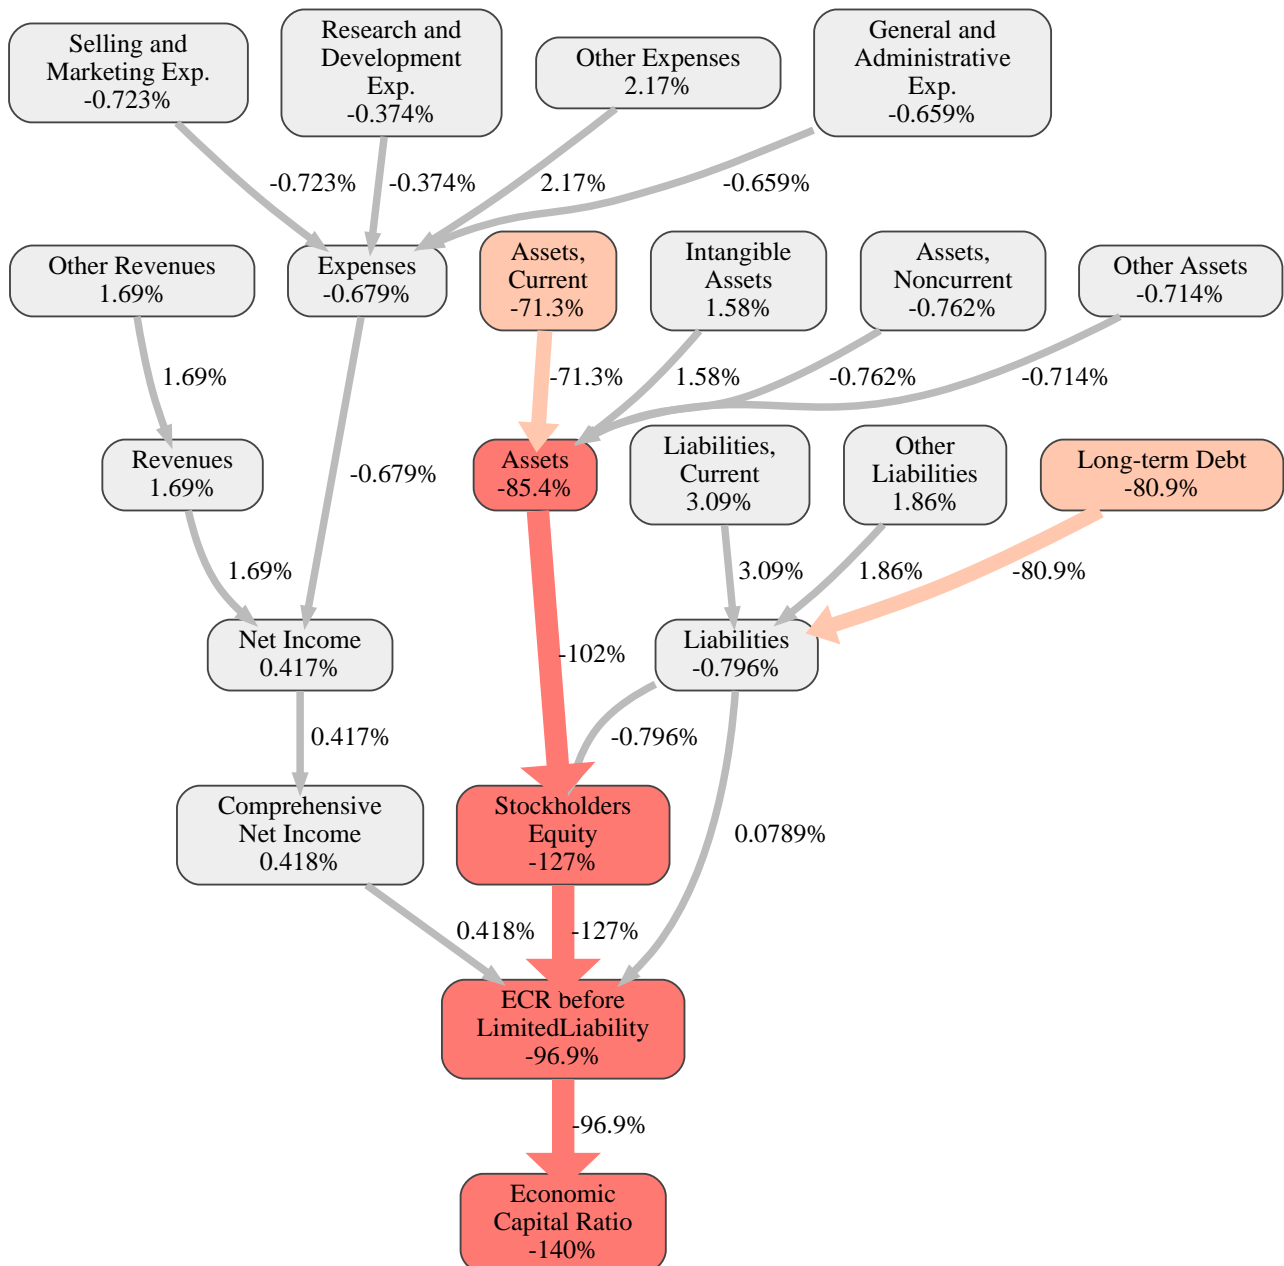 Selling and
Marketing Exp.
-0.723%
Research and
Development
Exp.
-0.374%
Other Expenses
2.17%
General and
Administrative
Exp.
-0.659%
-0.723%
-0.374%
2.17%
-0.659%
Other Revenues
1.69%
Expenses
-0.679%
Assets,
Current
-71.3%
Intangible
Assets
1.58%
Assets,
Noncurrent
-0.762%
Other Assets
-0.714%
1.69%
-71.3%
1.58%
-0.762%
-0.714%
Revenues
1.69%
-0.679%
Assets
-85.4%
Liabilities,
Current
3.09%
Other
Liabilities
1.86%
Long-term Debt
-80.9%
1.69%
3.09%
1.86%
-80.9%
Net Income
0.417%
-102%
Liabilities
-0.796%
0.417%
-0.796%
Comprehensive
Net Income
0.418%
Stockholders
Equity
-127%
0.0789%
0.418%
-127%
ECR before
LimitedLiability
-96.9%
-96.9%
Economic
Capital Ratio
-140%